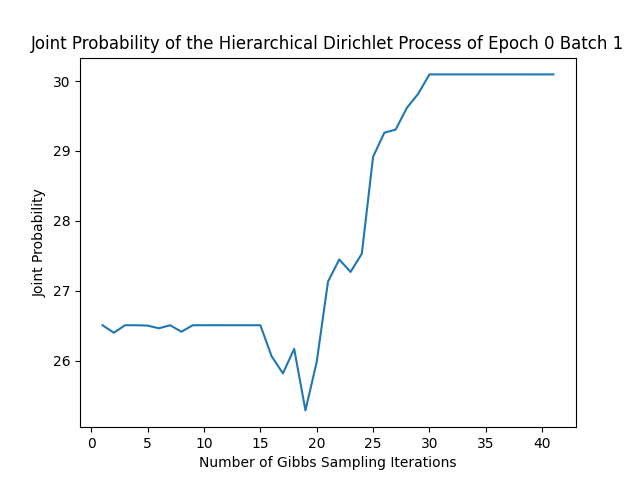 Joint Probability of the Hierarchical Dirichlet Process of Epoch 0 Batch 1
30
29
28
27
26
Joint Probability
0 5 10 15 20 25 30 35 40
Number of Gibbs Sampling Iterations